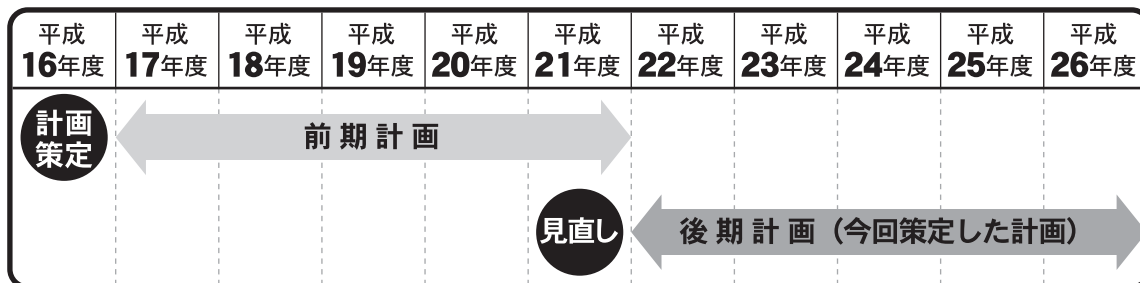 平成 平成 平成 平成 平成 平成 平成 平成 平成 平成 平成
16年度 17年度 18年度 19年度 20年度 21年度 22年度 23年度 24年度 25年度 26年度
計画
策定
前期計画
見直し
後期計画（今回策定した計画）